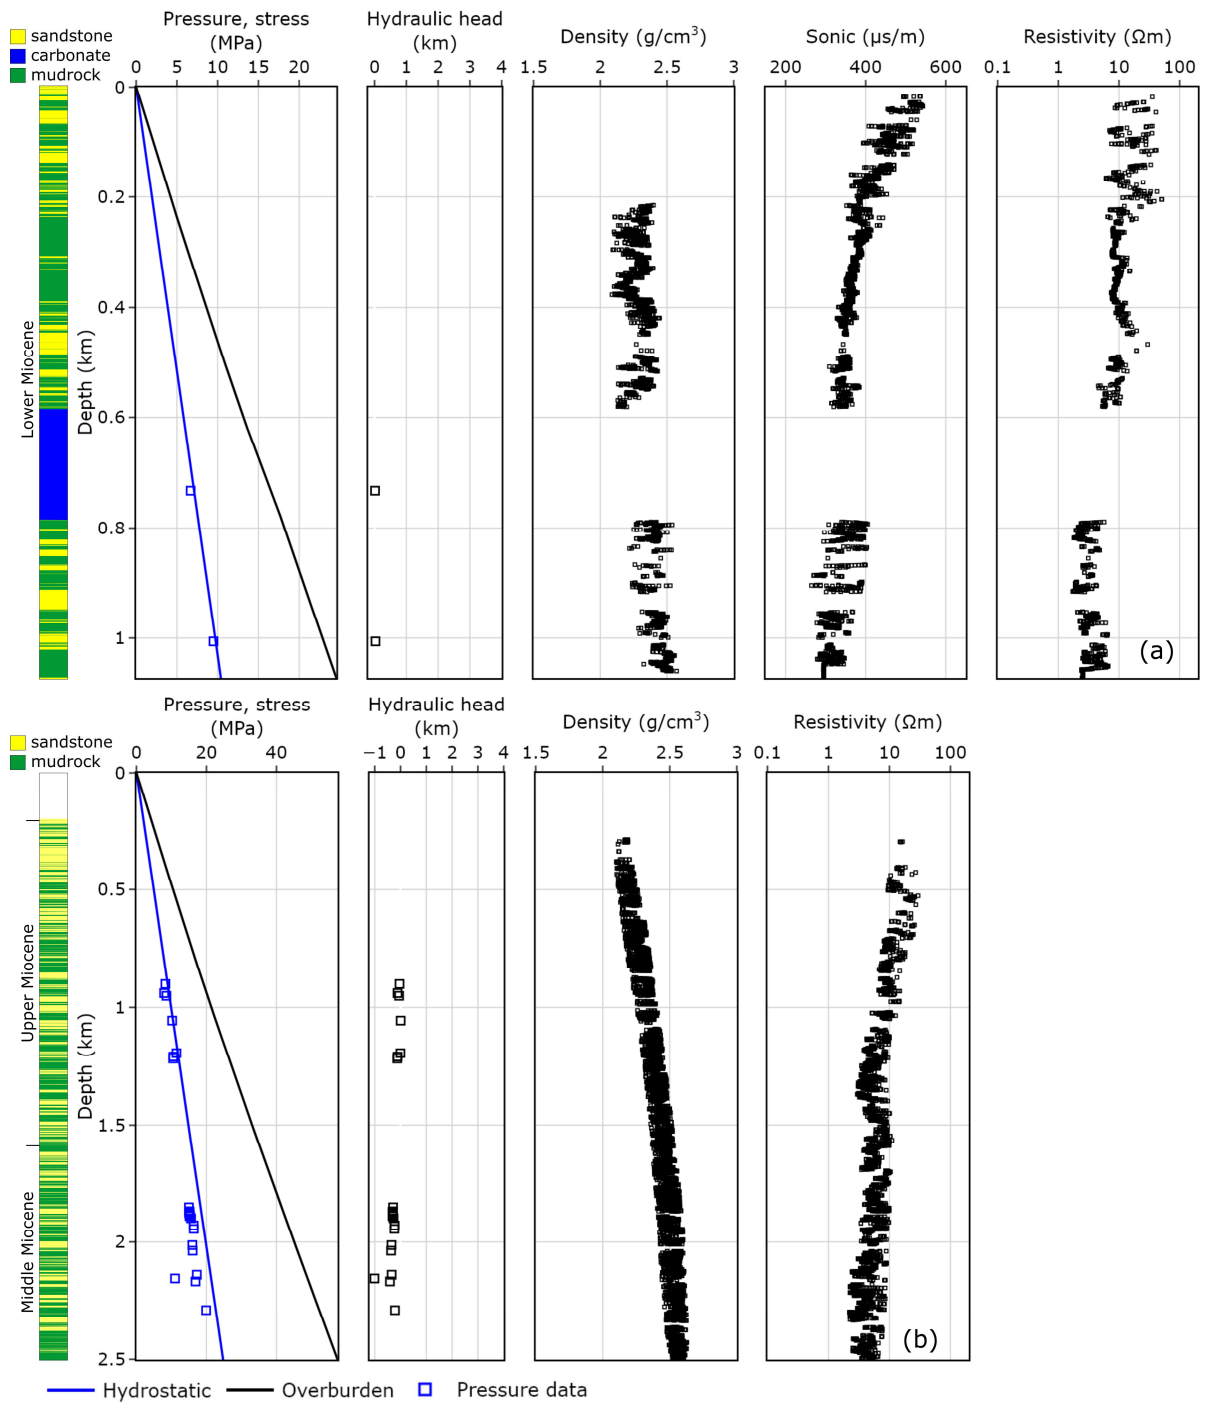 Pressure, stress
(MPa)
Hydraulic head
(km)
Density (g/cm³)
Sonic (µs/m)
Resistivity (Ωm)
sandstone
carbonate
mudrock
0 5 10 15 20
0 1 2 3 4
1.5 2 2.5 3
200 400 600
0.1 1 10 100
0
0.2
0.4
0.6
0.8
1
Depth (km)
Lower Miocene
(a)
Pressure, stress
(MPa)
Hydraulic head
(km)
Density (g/cm³)
Resistivity (Ωm)
sandstone
mudrock
0 20 40
−1 0 1 2 3 4
1.5 2 2.5 3
0.1 1 10 100
0
0.5
1
1.5
2
2.5
Depth (km)
Upper Miocene
Middle Miocene
(b)
Hydrostatic Overburden Pressure data